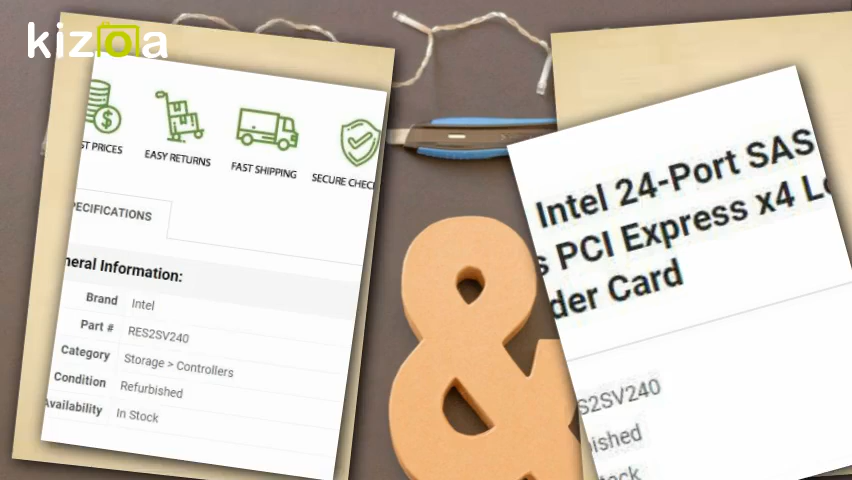 kizoa
ST PRICES
EASY RETURNS
FAST SHIPPING
SECURE CHEC
PECIFICATIONS
neral Information:
Brand Intel
Part # RES2SV240
Category Storage > Controllers
Condition Refurbished
Availability In Stock
Intel 24-Port SAS
s PCI Express x4 Lo
der Card
S2SV240
ished
tock